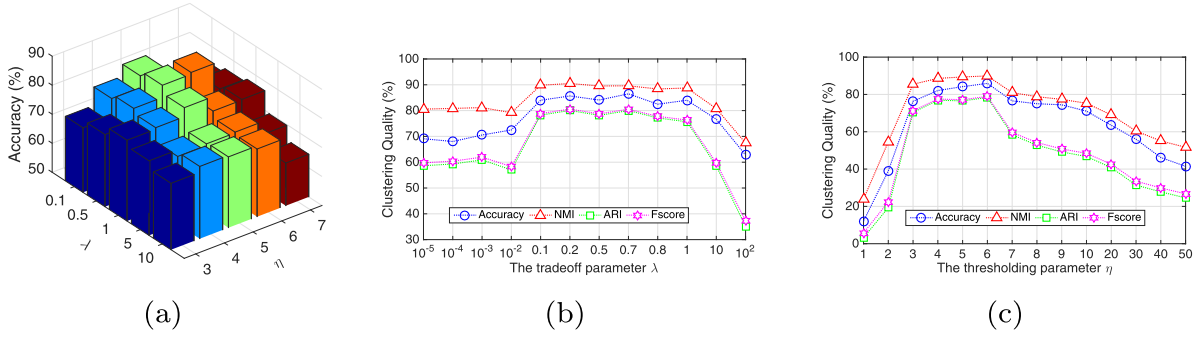 90
80
70
60
50
Accuracy (%)
0.1
0.5
1
5
10
λ
3
4
5
6
7
η
(a)
100
90
80
70
60
50
40
30
Clustering Quality (%)
Accuracy NMI ARI Fscore
10^-5 10^-4 10^-3 10^-2 0.1 0.2 0.5 0.7 0.8 1 10 10^2
The tradeoff parameter λ
(b)
100
80
60
40
20
0
Clustering Quality (%)
Accuracy NMI ARI Fscore
1 2 3 4 5 6 7 8 9 10 20 30 40 50
The thresholding parameter η
(c)